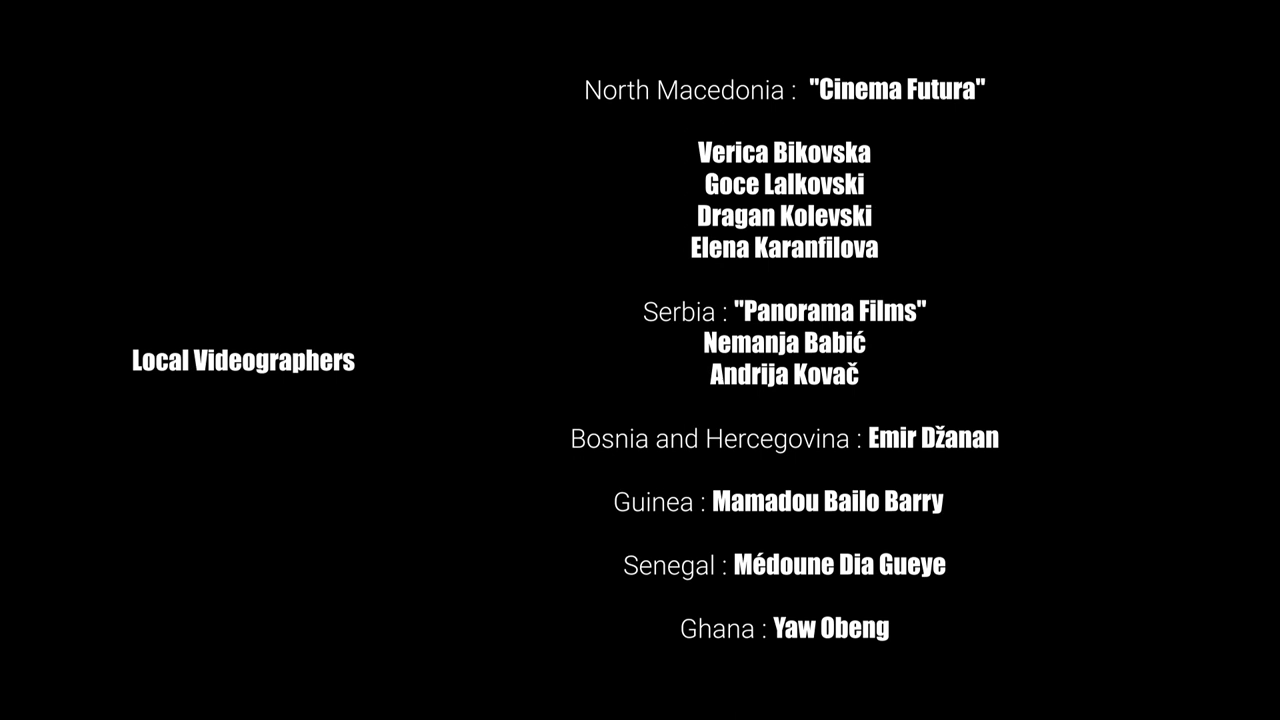 North Macedonia : "Cinema Futura"
Verica Bikovska
Goce Lalkovski
Dragan Kolevski
Elena Karanfilova
Serbia : "Panorama Films"
Nemanja Babić
Andrija Kovač
Local Videographers
Bosnia and Hercegovina : Emir Džanan
Guinea : Mamadou Bailo Barry
Senegal : Médoune Dia Gueye
Ghana : Yaw Obeng